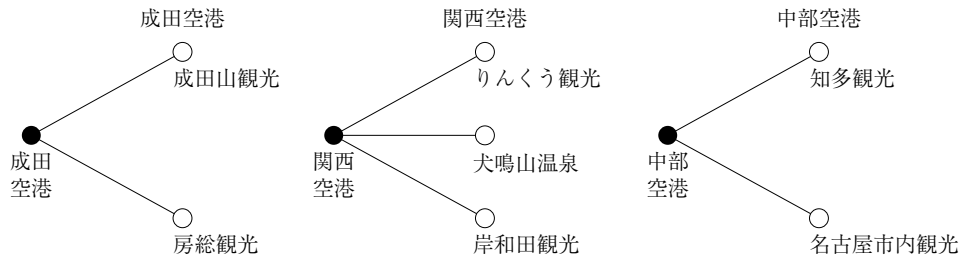 成田空港
成田山観光
成田
空港
房総観光
関西空港
りんくう観光
関西
空港
犬鳴山温泉
岸和田観光
中部空港
知多観光
中部
空港
名古屋市内観光